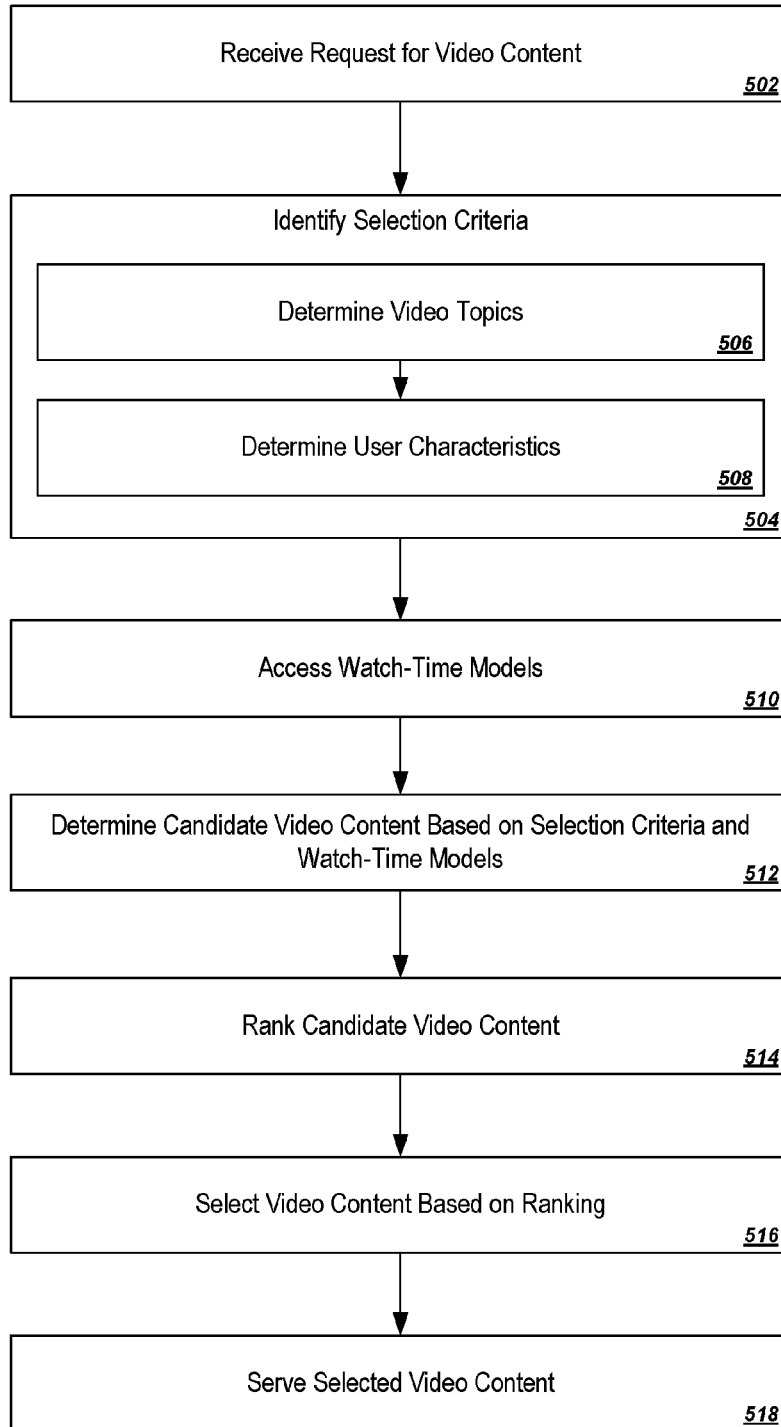 Receive Request for Video Content
502
Identify Selection Criteria
Determine Video Topics
506
Determine User Characteristics
508
504
Access Watch-Time Models
510
Determine Candidate Video Content Based on Selection Criteria and
Watch-Time Models
512
Rank Candidate Video Content
514
Select Video Content Based on Ranking
516
Serve Selected Video Content
518